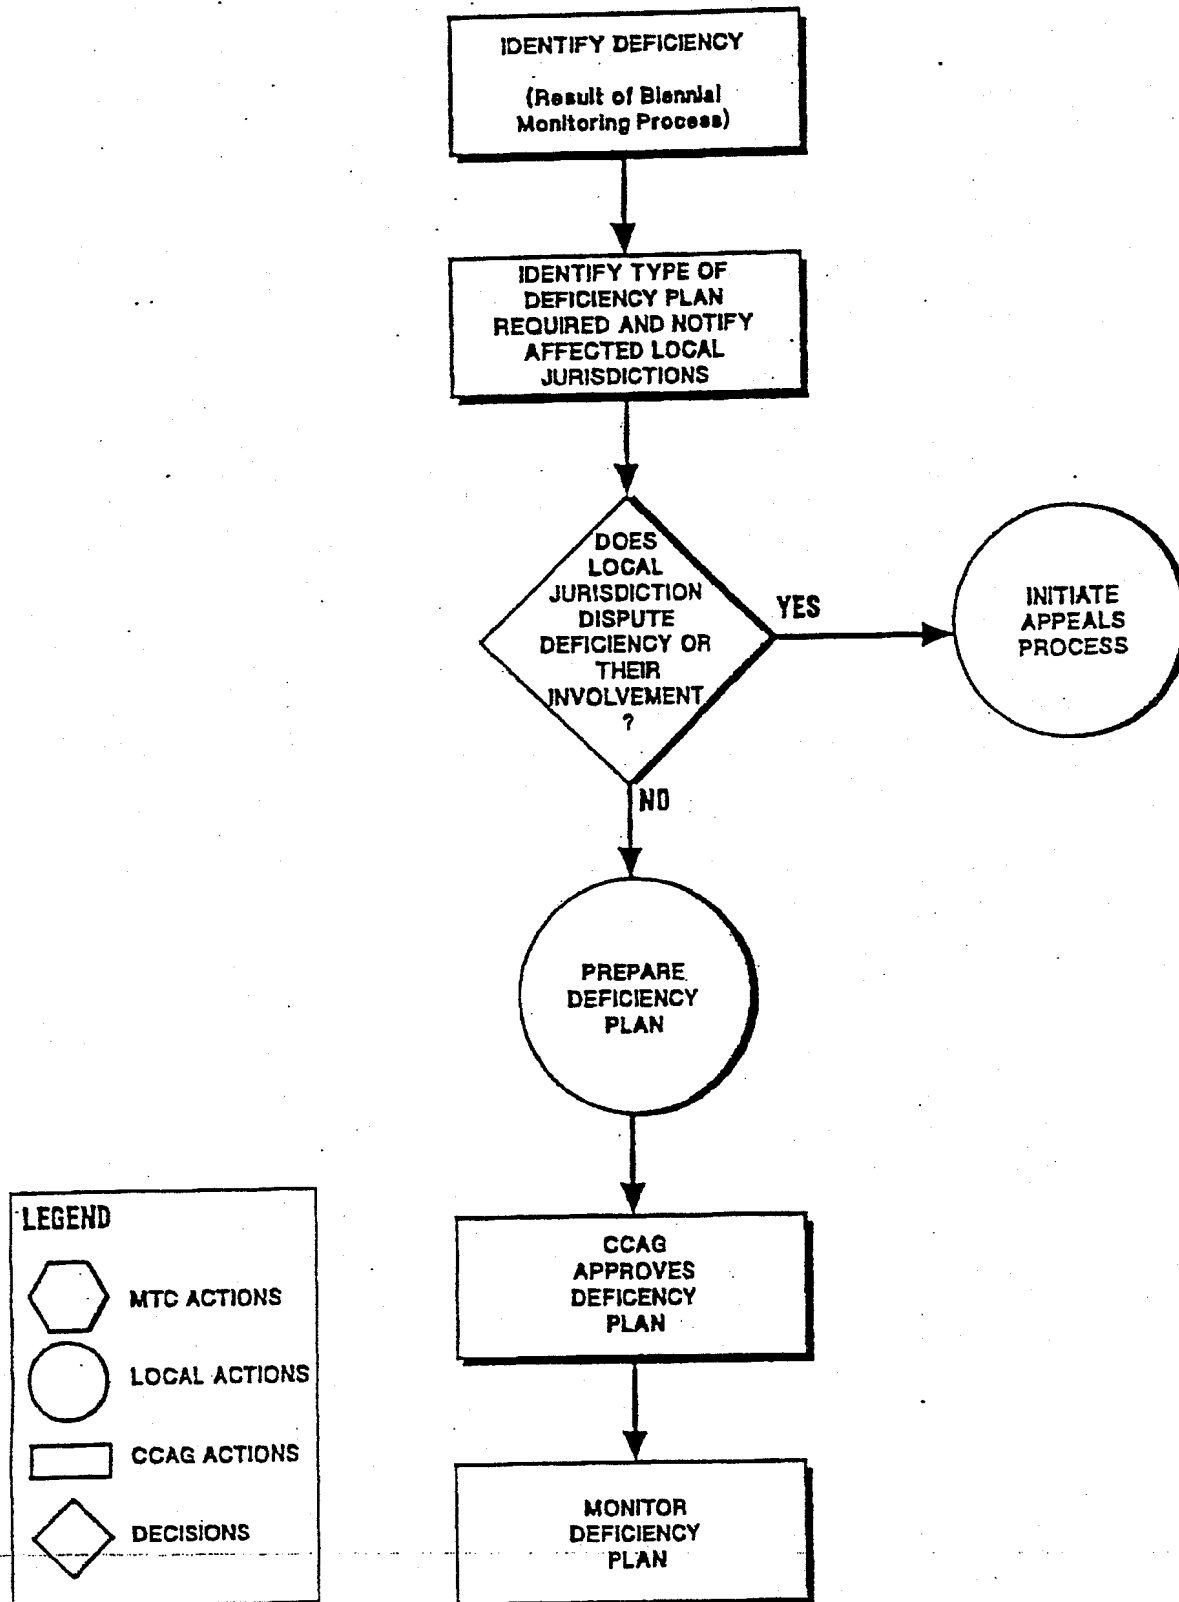 IDENTIFY DEFICIENCY
(Result of Biennial
Monitoring Process)
IDENTIFY TYPE OF
DEFICIENCY PLAN
REQUIRED AND NOTIFY
AFFECTED LOCAL
JURISDICTIONS
DOES
LOCAL
JURISDICTION
DISPUTE
DEFICIENCY OR
THEIR
INVOLVEMENT
?
YES
INITIATE
APPEALS
PROCESS
NO
PREPARE
DEFICIENCY
PLAN
CCAG
APPROVES
DEFICENCY
PLAN
MONITOR
DEFICIENCY
PLAN
LEGEND
MTC ACTIONS
LOCAL ACTIONS
CCAG ACTIONS
DECISIONS